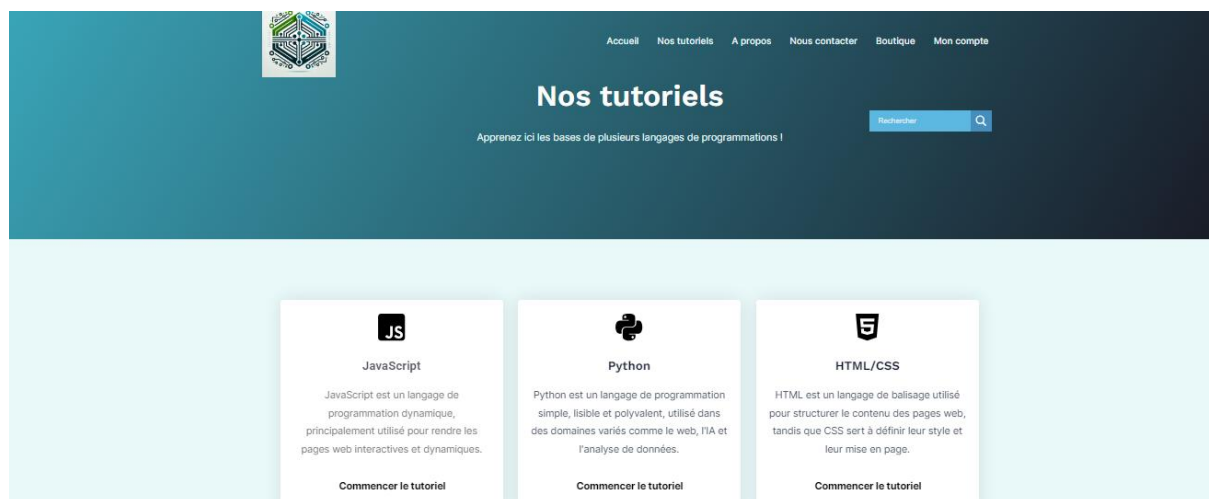 Accueil Nos tutoriels A propos Nous contacter Boutique Mon compte
Nos tutoriels
Rechercher
Apprenez ici les bases de plusieurs langages de programmations !
JS
JavaScript
JavaScript est un langage de
programmation dynamique,
principalement utilisé pour rendre les
pages web interactives et dynamiques.
Commencer le tutoriel
Python
Python est un langage de programmation
simple, lisible et polyvalent, utilisé dans
des domaines variés comme le web, l'IA et
l'analyse de données.
Commencer le tutoriel
5
HTML/CSS
HTML est un langage de balisage utilisé
pour structurer le contenu des pages web,
tandis que CSS sert à définir leur style et
leur mise en page.
Commencer le tutoriel